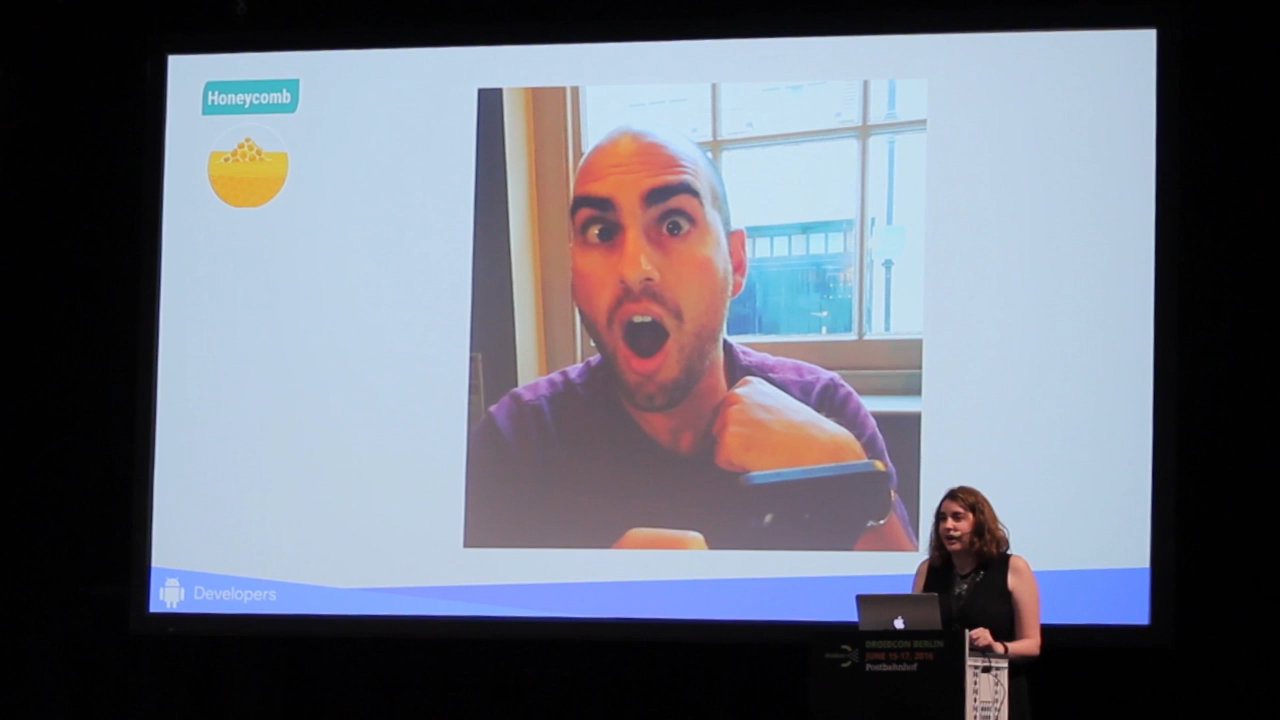 Honeycomb
Developers
DROIDCON BERLIN
JUNE 15-17, 2016
Postbahnhof